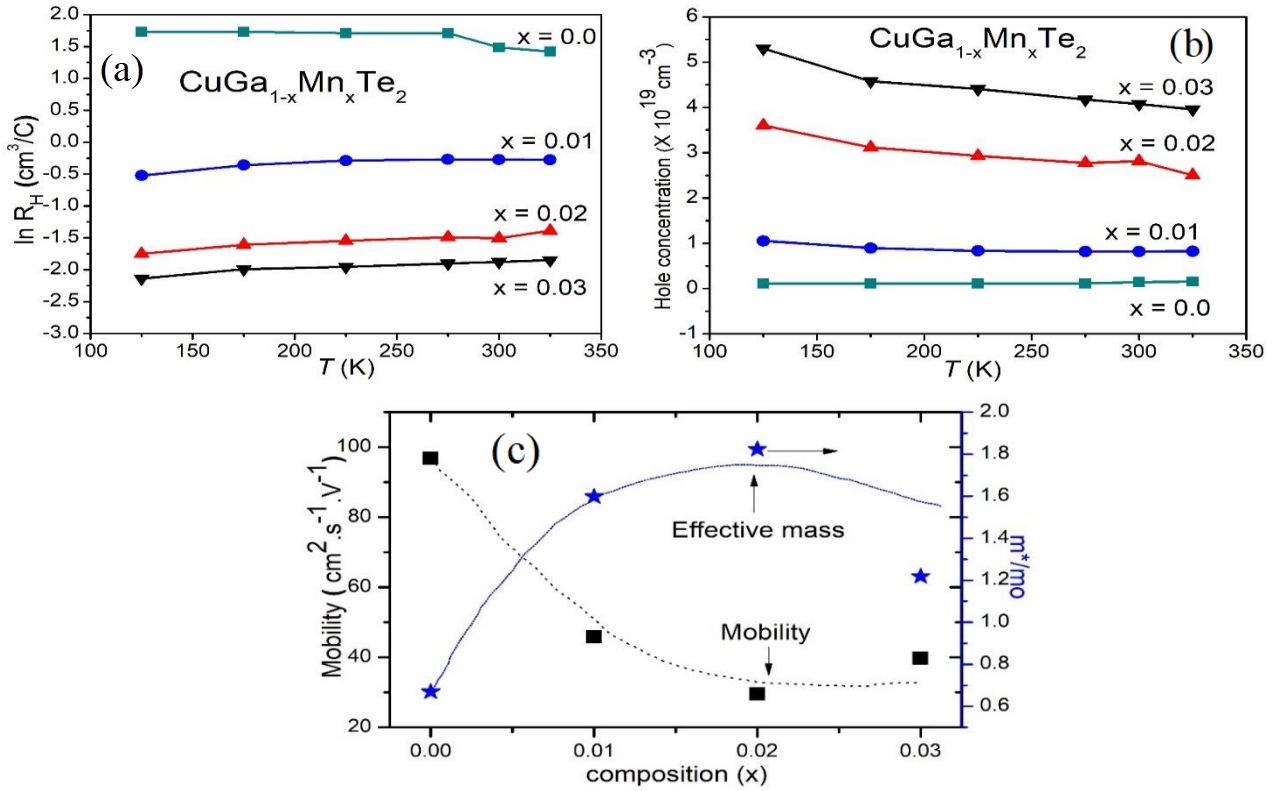 (a)
CuGa1-xMnxTe2
ln RH (cm3/C)
2.0
1.5
1.0
0.5
0.0
-0.5
-1.0
-1.5
-2.0
-2.5
-3.0
x = 0.0
x = 0.01
x = 0.02
x = 0.03
100 150 200 250 300 350
T (K)
(b)
CuGa1-xMnxTe2
Hole concentration (X 10^19 cm-3)
6
5
4
3
2
1
0
-1
x = 0.03
x = 0.02
x = 0.01
x = 0.0
100 150 200 250 300 350
T (K)
(c)
Mobility ( cm2.s-1.V-1)
100
80
60
40
20
Effective mass
Mobility
2.0
1.8
1.6
1.4
1.2
1.0
0.8
0.6
m*/mo
0.00 0.01 0.02 0.03
composition (x)